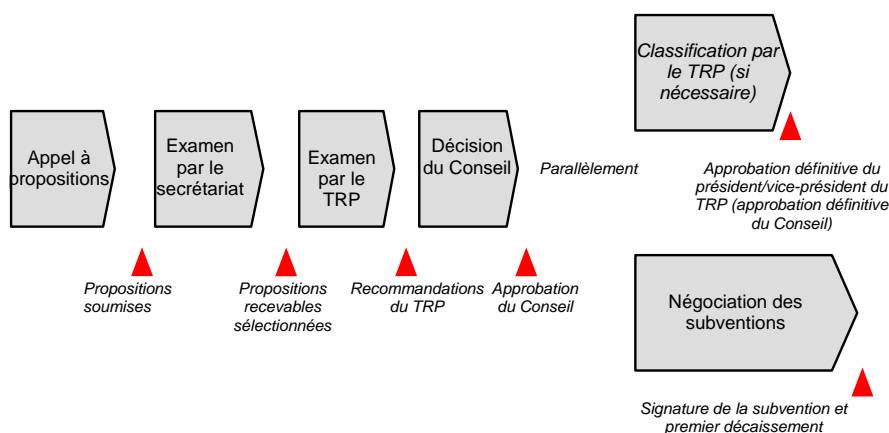 Appel à
propositions
Examen
par le
secrétariat
Examen
par le
TRP
Décision
du Conseil
Parallèlement
Classification par
le TRP (si
nécessaire)
Approbation définitive du
président/vice-président du
TRP (approbation définitive
du Conseil)
Propositions
soumises
Propositions
recevables
sélectionnées
Recommandations
du TRP
Approbation
du Conseil
Négociation des
subventions
Signature de la subvention et
premier décaissement